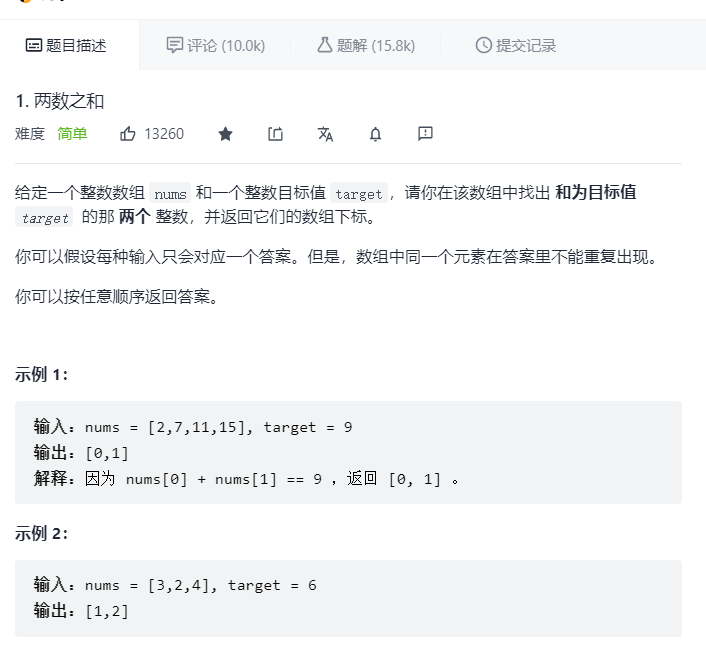 题目描述 评论 (10.0k) 题解 (15.8k) 提交记录
1. 两数之和
难度 简单 13260
给定一个整数数组 nums 和一个整数目标值 target，请你在该数组中找出 和为目标值
target 的那 两个 整数，并返回它们的数组下标。
你可以假设每种输入只会对应一个答案。但是，数组中同一个元素在答案里不能重复出现。
你可以按任意顺序返回答案。
示例 1：
输入：nums = [2,7,11,15], target = 9
输出：[0,1]
解释：因为 nums[0] + nums[1] == 9 ，返回 [0, 1] 。
示例 2：
输入：nums = [3,2,4], target = 6
输出：[1,2]